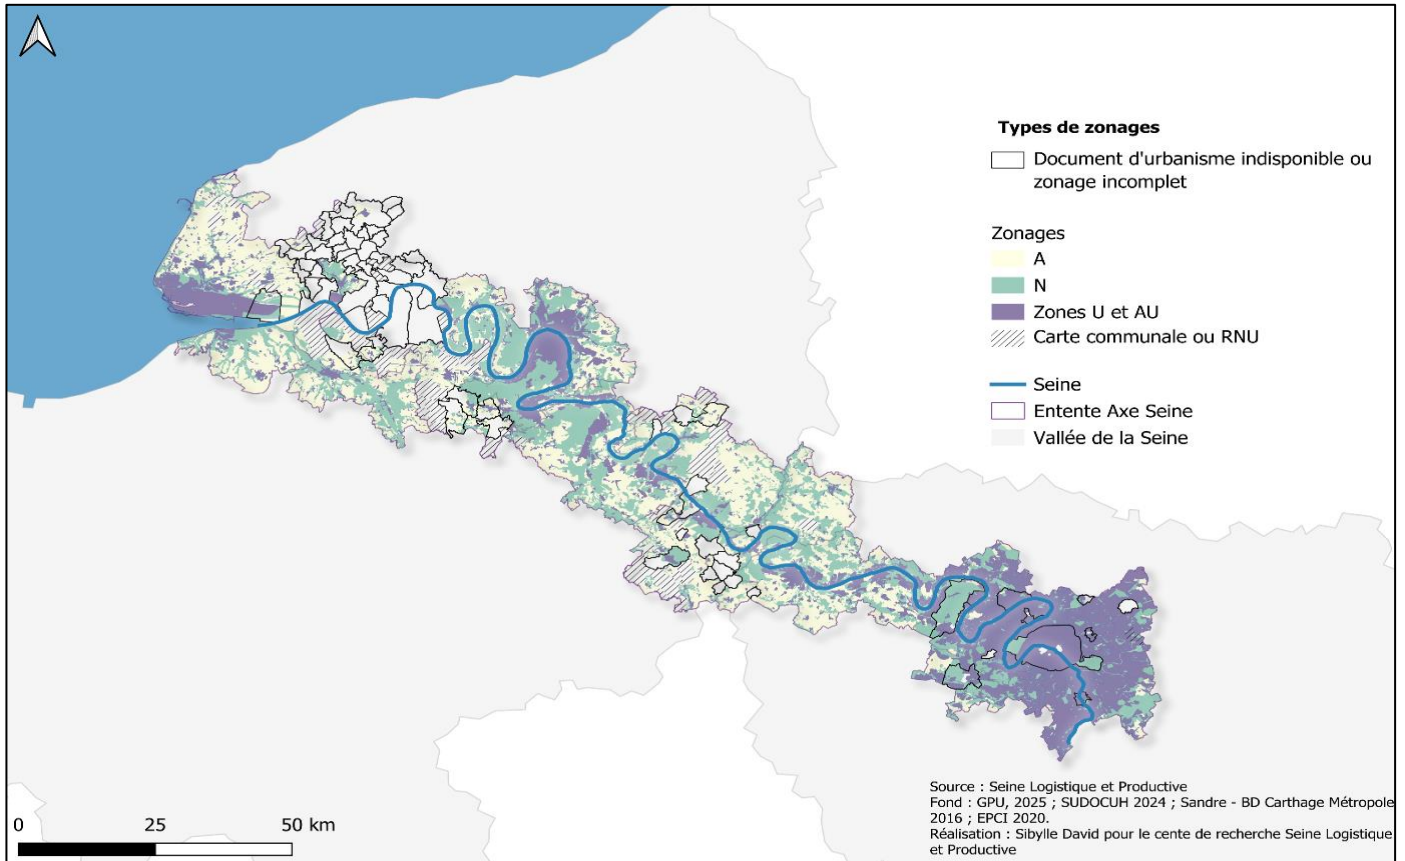 Types de zonages
Document d'urbanisme indisponible ou
zonage incomplet
Zonages
A
N
Zones U et AU
Carte communale ou RNU
Seine
Entente Axe Seine
Vallée de la Seine
Source : Seine Logistique et Productive
Fond : GPU, 2025 ; SUDOCUH 2024 ; Sandre - BD Carthage Métropole
2016 ; EPCI 2020.
Réalisation : Sibylle David pour le cente de recherche Seine Logistique
et Productive
0 25 50 km